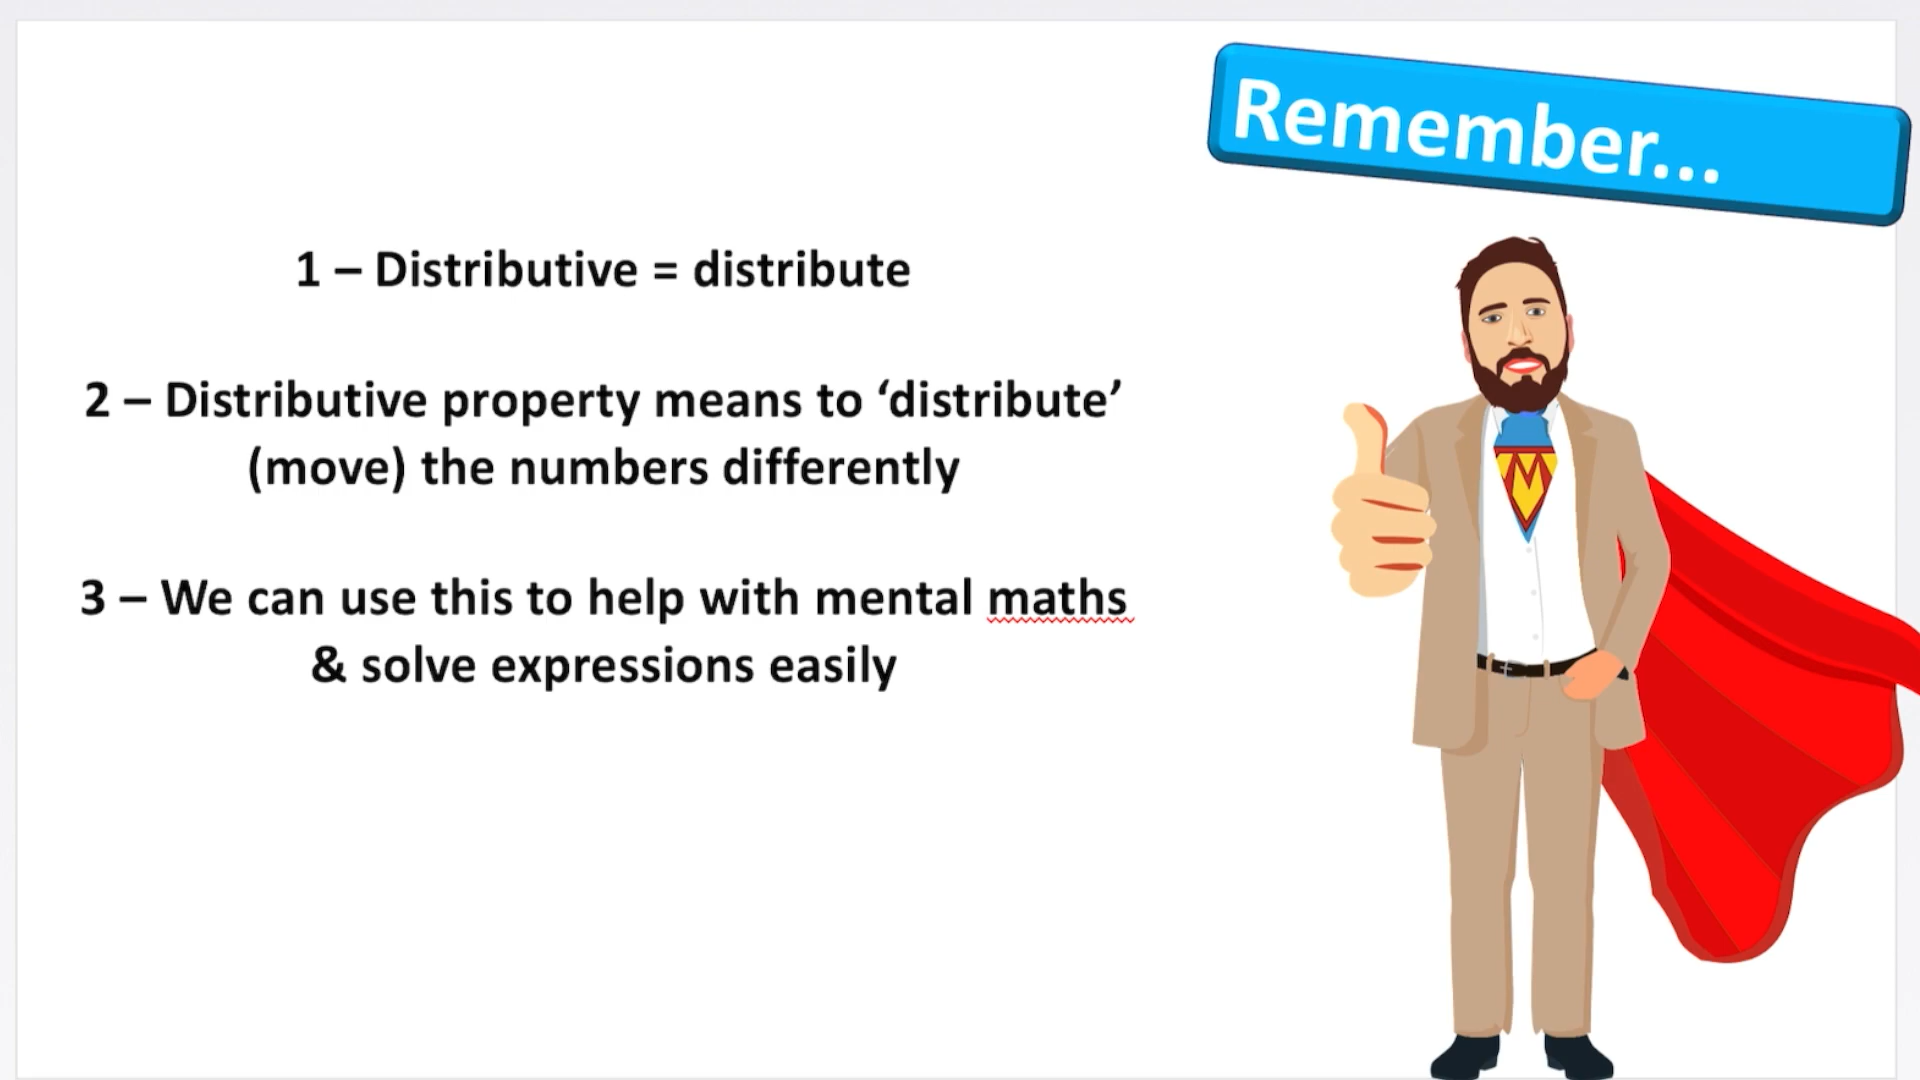 Remember...
1 – Distributive = distribute
2 – Distributive property means to ‘distribute’
(move) the numbers differently
3 – We can use this to help with mental maths
& solve expressions easily
M